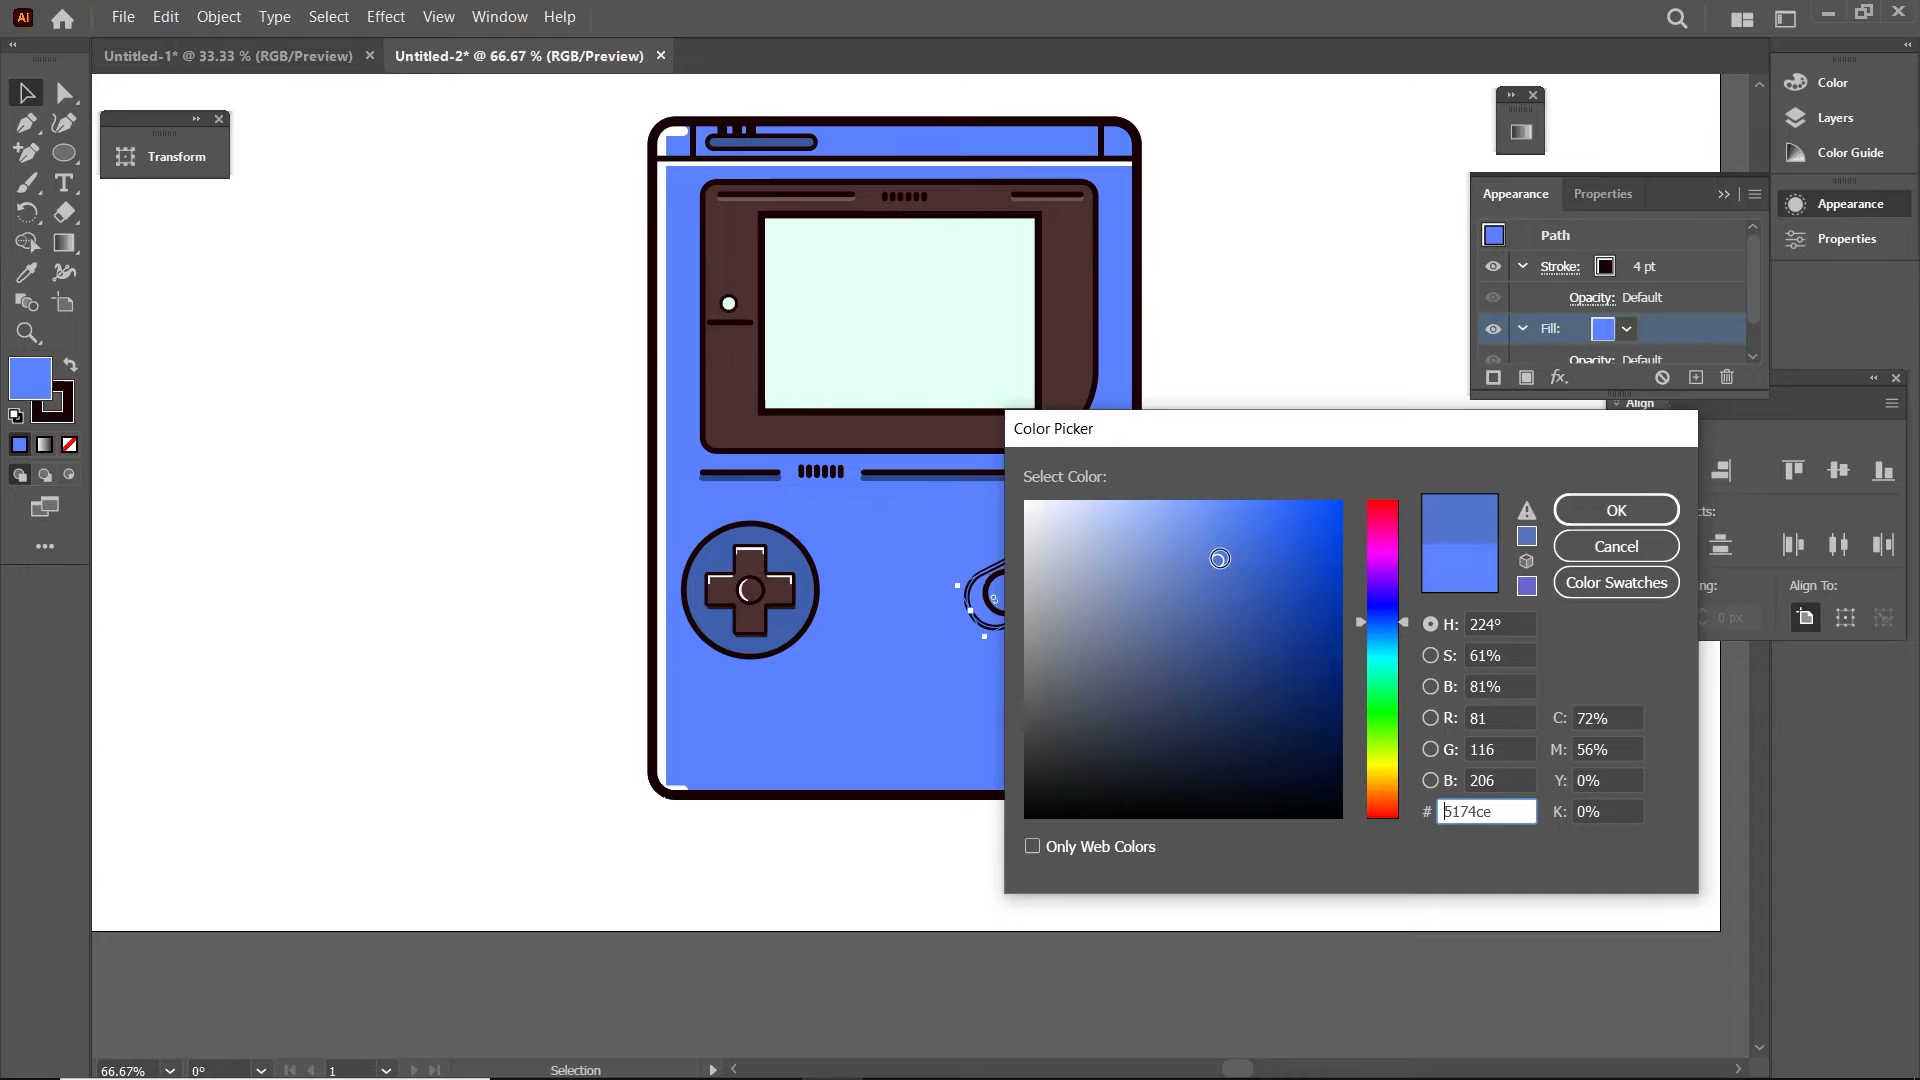 Ai File Edit Object Type Select Effect View Window Help
Untitled-1* @ 33.33 % (RGB/Preview) Untitled-2* @ 66.67 % (RGB/Preview)
Transform
Color
Layers
Color Guide
Appearance
Properties
Appearance Properties
Path
Stroke: 4 pt
Opacity: Default
Fill:
Opacity: Default
fx.
Align
Align To:
0 px
Color Picker
Select Color:
OK
Cancel
Color Swatches
H: 224°
S: 61%
B: 81%
R: 81 C: 72%
G: 116 M: 56%
B: 206 Y: 0%
# 5174ce K: 0%
Only Web Colors
66.67% 0° 1 Selection